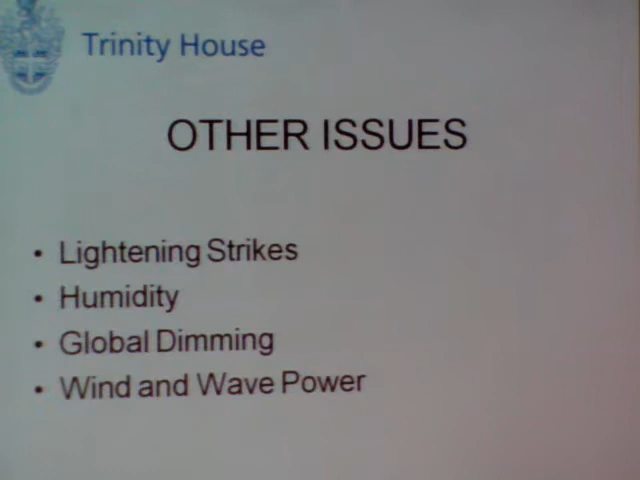 Trinity House
OTHER ISSUES
• Lightening Strikes
• Humidity
• Global Dimming
• Wind and Wave Power